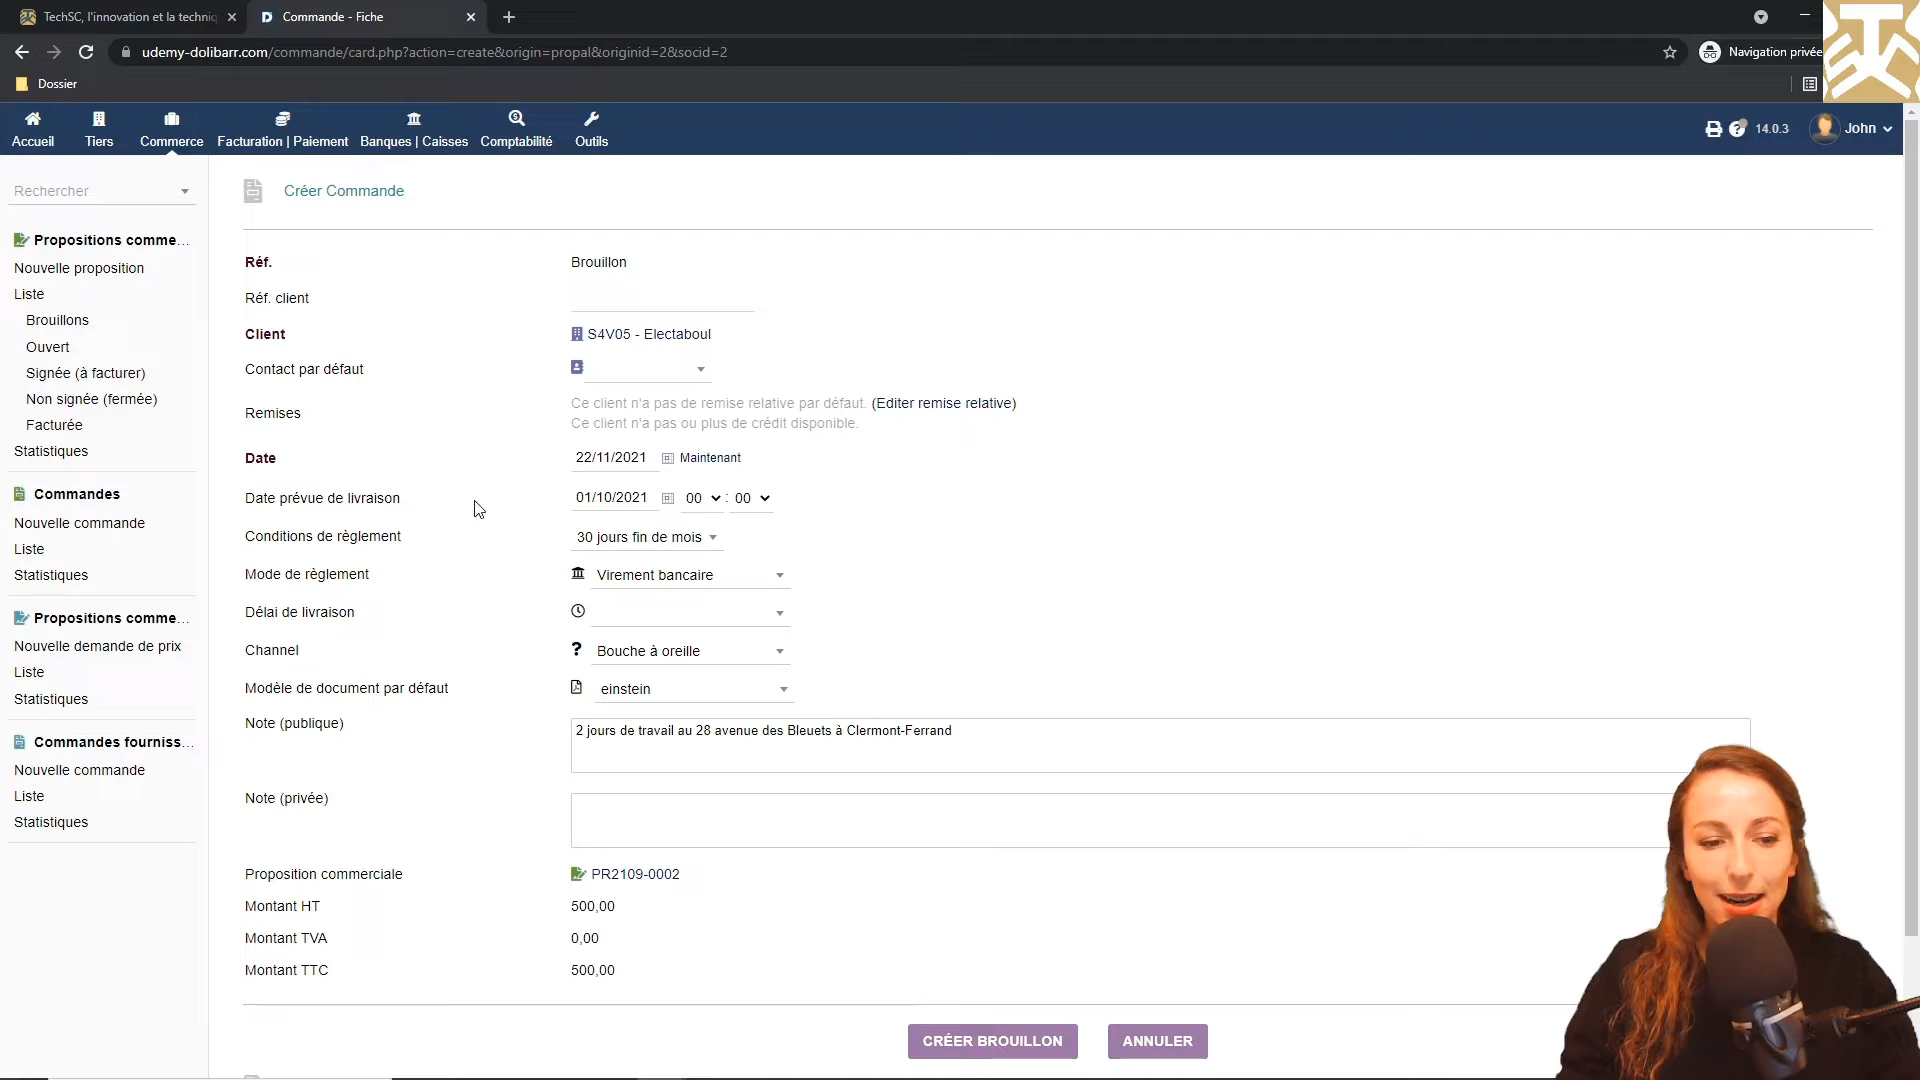 TechSC, l'innovation et la techniq
Commande - Fiche
udemy-dolibarr.com/commande/card.php?action=create&origin=propal&originid=2&socid=2
Navigation privée
Dossier
Accueil
Tiers
Commerce
Facturation | Paiement
Banques | Caisses
Comptabilité
Outils
14.0.3
John
Rechercher
Créer Commande
Propositions comme...
Nouvelle proposition
Liste
Brouillons
Ouvert
Signée (à facturer)
Non signée (fermée)
Facturée
Statistiques
Commandes
Nouvelle commande
Liste
Statistiques
Propositions comme...
Nouvelle demande de prix
Liste
Statistiques
Commandes fourniss...
Nouvelle commande
Liste
Statistiques
Réf. Brouillon
Réf. client
Client S4V05 - Electaboul
Contact par défaut
Remises Ce client n'a pas de remise relative par défaut. (Editer remise relative)
Ce client n'a pas ou plus de crédit disponible.
Date 22/11/2021 Maintenant
Date prévue de livraison 01/10/2021 00 : 00
Conditions de règlement 30 jours fin de mois
Mode de règlement Virement bancaire
Délai de livraison
Channel Bouche à oreille
Modèle de document par défaut einstein
Note (publique) 2 jours de travail au 28 avenue des Bleuets à Clermont-Ferrand
Note (privée)
Proposition commerciale PR2109-0002
Montant HT 500,00
Montant TVA 0,00
Montant TTC 500,00
CRÉER BROUILLON
ANNULER